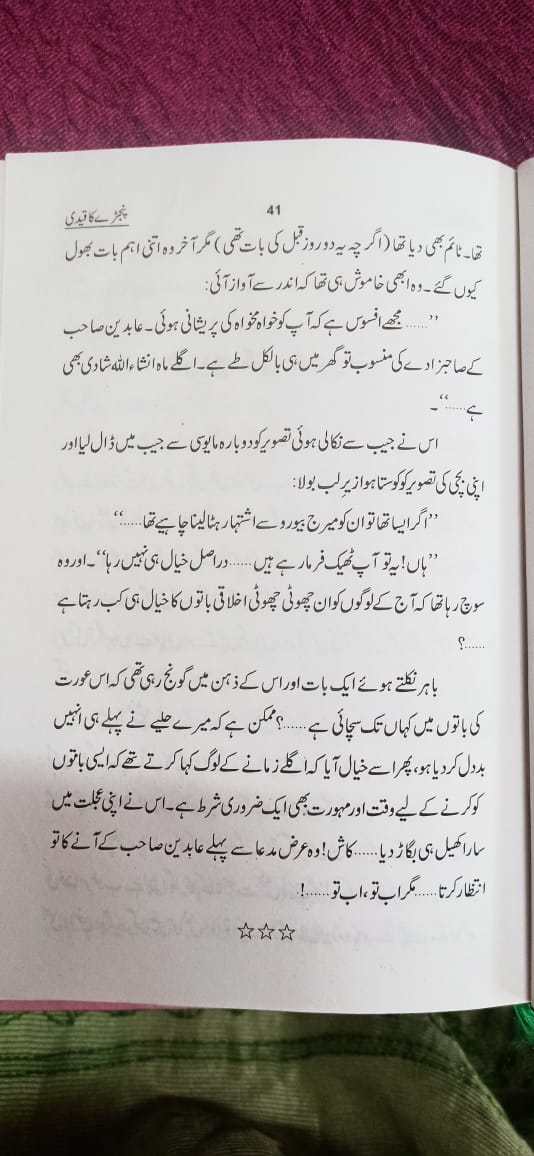 41
پنجڑے کا قیدی
تھا۔ ٹائم بھی دیا تھا (اگر چہ یہ دو روز قبل کی بات تھی) مگر آخر وہ اتنی اہم بات بھول
کیوں گئے۔ وہ ابھی خاموش ہی تھا کہ اندر سے آواز آئی:
”......مجھے افسوس ہے کہ آپ کو خواہ مخواہ کی پریشانی ہوئی۔ عابدین صاحب
کے صاحبزادے کی منسوب تو گھر میں ہی بالکل طے ہے۔ اگلے ماہ انشاء اللہ شادی بھی
ہے......“۔
اس نے جیب سے نکالی ہوئی تصویر کو دوبارہ مایوسی سے جیب میں ڈال لیا اور
اپنی بچی کی تصویر کو کوستا ہوا زیرِ لب بولا:
”اگر ایسا تھا تو ان کو میرج بیورو سے اشتہار ہٹا لینا چاہیے تھا......“
”ہاں! یہ تو آپ ٹھیک فرمارہے ہیں......دراصل خیال ہی نہیں رہا“۔ اور وہ
سوچ رہا تھا کہ آج کے لوگوں کو ان چھوٹی چھوٹی اخلاقی باتوں کا خیال ہی کب رہتا ہے
......؟
باہر نکلتے ہوئے ایک بات اور اس کے ذہن میں گونج رہی تھی کہ اس عورت
کی باتوں میں کہاں تک سچائی ہے......؟ ممکن ہے کہ میرے حلیے نے پہلے ہی انہیں
بددل کر دیا ہو، پھر اسے خیال آیا کہ اگلے زمانے کے لوگ کہا کرتے تھے کہ ایسی باتوں
کو کرنے کے لیے وقت اور مہورت بھی ایک ضروری شرط ہے۔ اس نے اپنی عجلت میں
سارا کھیل ہی بگاڑ دیا......کاش! وہ عرض مدعا سے پہلے عابدین صاحب کے آنے کا تو
انتظار کرتا......مگر اب تو، اب تو......!
☆☆☆